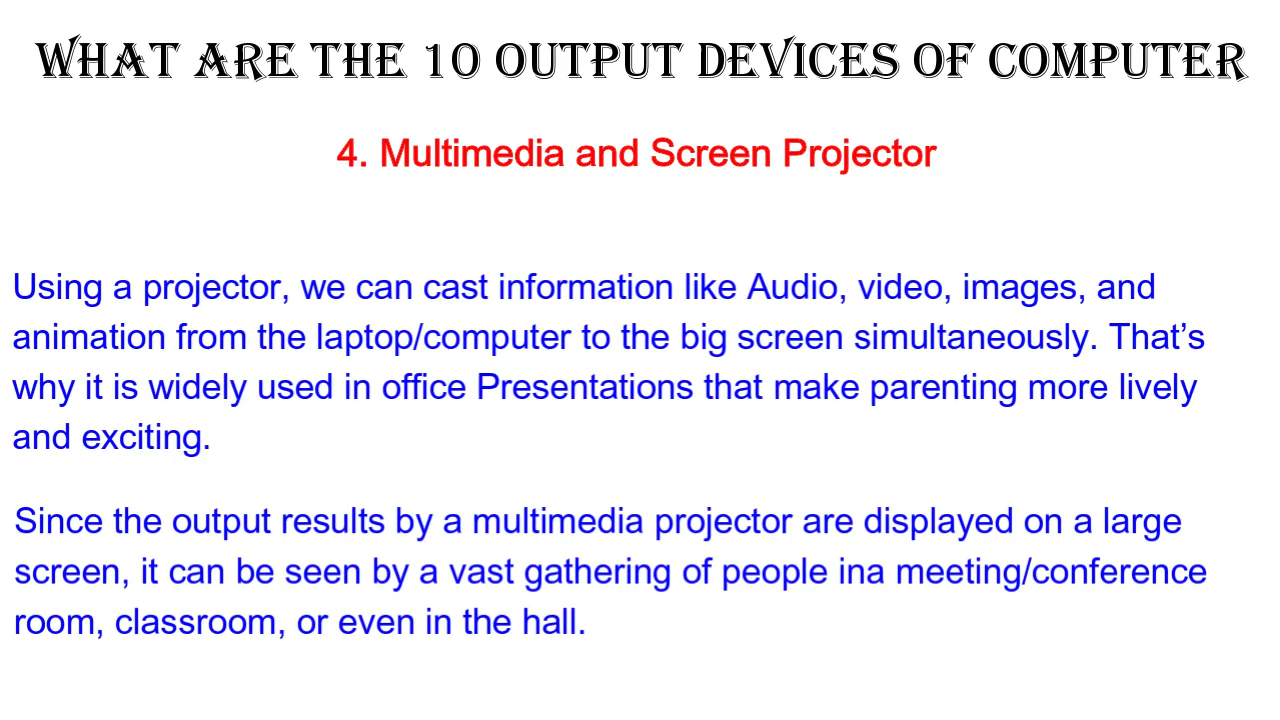 WHAT ARE THE 10 OUTPUT DEVICES OF COMPUTER
4. Multimedia and Screen Projector
Using a projector, we can cast information like Audio, video, images, and
animation from the laptop/computer to the big screen simultaneously. That’s
why it is widely used in office Presentations that make parenting more lively
and exciting.
Since the output results by a multimedia projector are displayed on a large
screen, it can be seen by a vast gathering of people ina meeting/conference
room, classroom, or even in the hall.